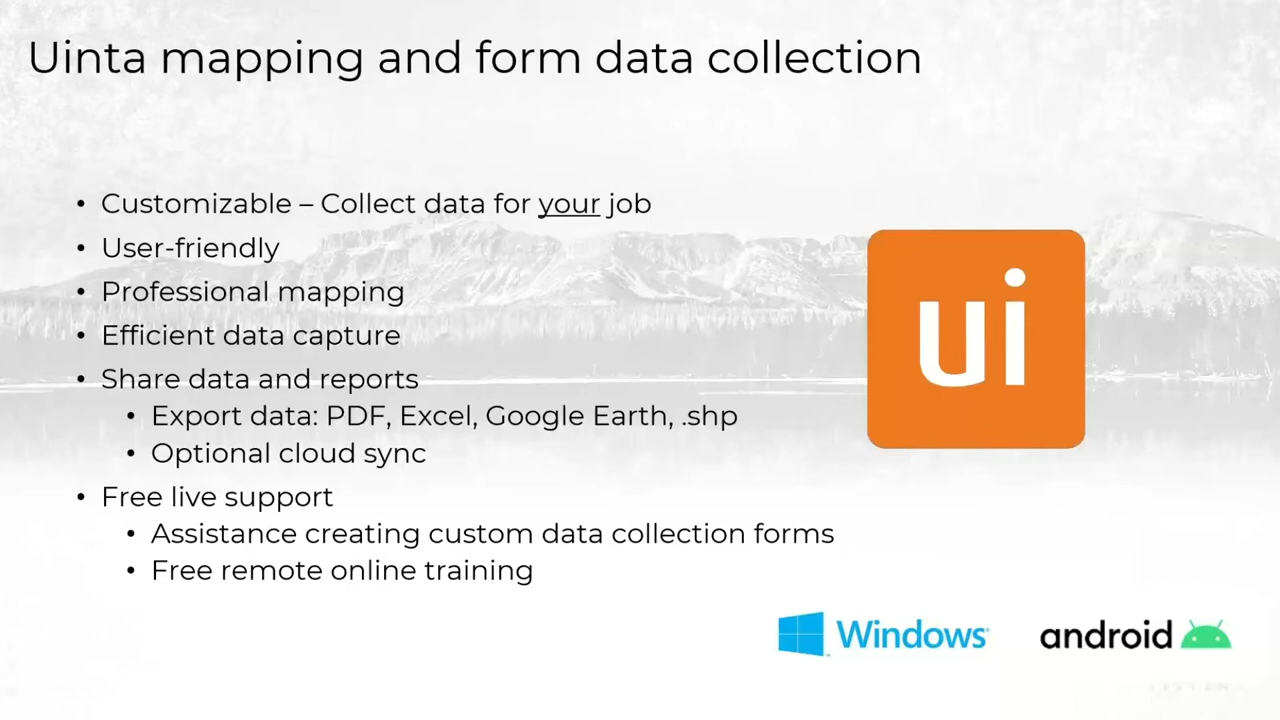 Uinta mapping and form data collection
• Customizable – Collect data for your job
• User-friendly
• Professional mapping
• Efficient data capture
• Share data and reports
• Export data: PDF, Excel, Google Earth, .shp
• Optional cloud sync
• Free live support
• Assistance creating custom data collection forms
• Free remote online training
ui
Windows
android